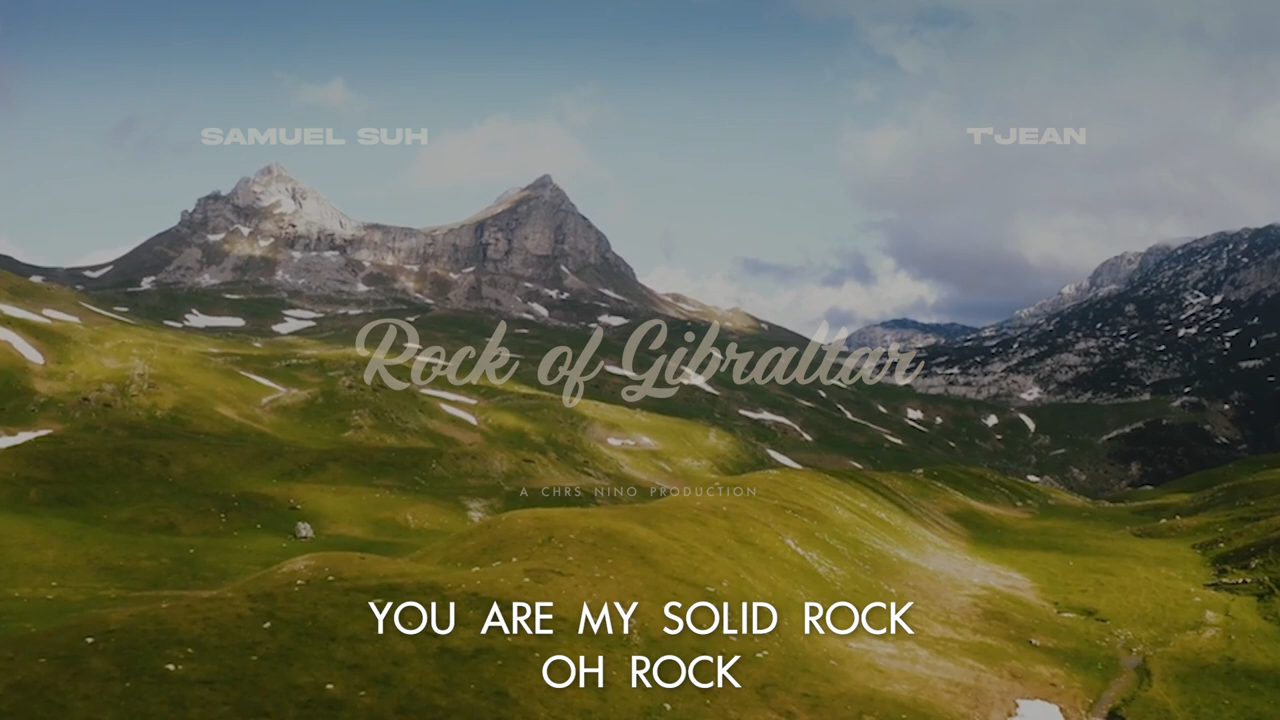 SAMUEL SUH
T'JEAN
Rock of Gibraltar
A CHRS NINO PRODUCTION
YOU ARE MY SOLID ROCK
OH ROCK